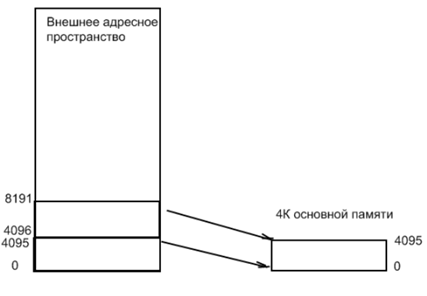 Внешнее адресное
пространство
8191
4К основной памяти
4096
4095
4095
0
0